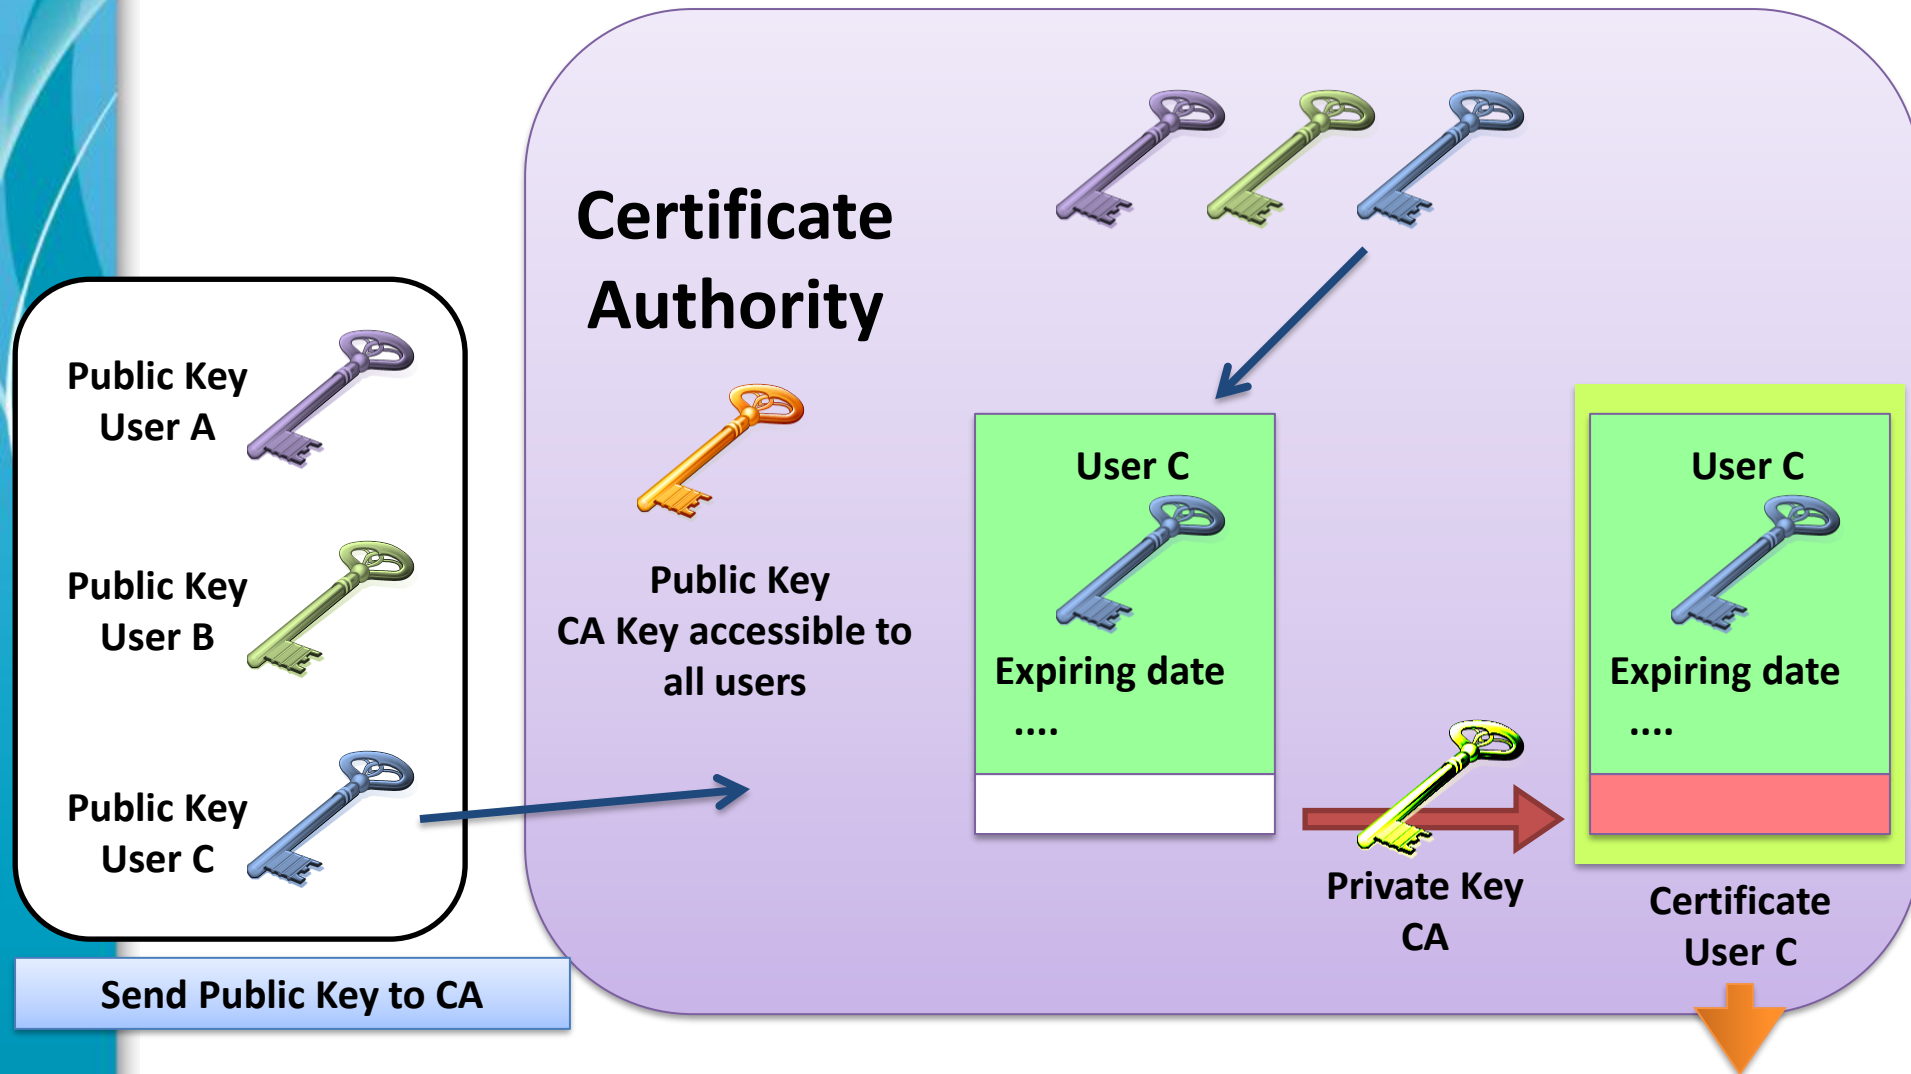 Certificate
Authority
Public Key
User A
Public Key
User B
Public Key
User C
Send Public Key to CA
Public Key
CA Key accessible to
all users
User C
Expiring date
....
Private Key
CA
User C
Expiring date
....
Certificate
User C